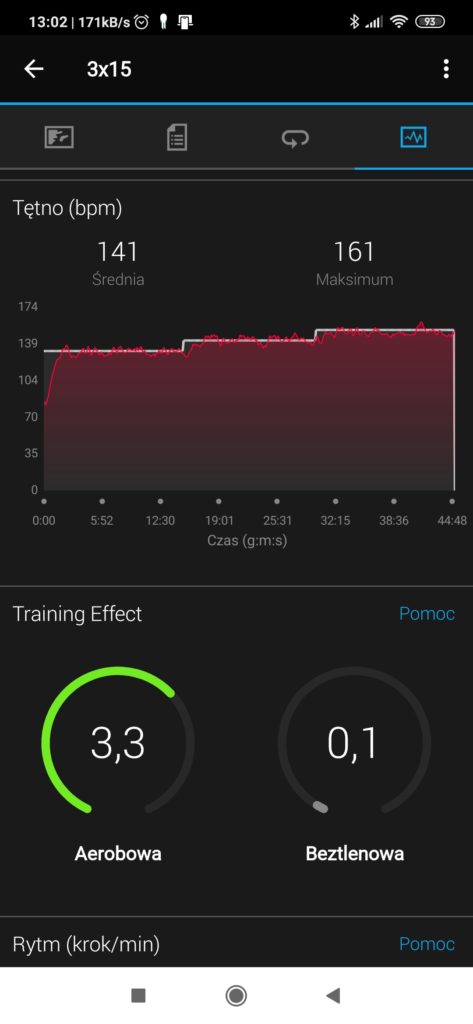 13:02 | 171kB/s
93
3x15
Tętno (bpm)
141 161
Średnia Maksimum
174
139
104
70
35
0
0:00 5:52 12:30 19:01 25:31 32:15 38:36 44:48
Czas (g:m:s)
Training Effect Pomoc
3,3 0,1
Aerobowa Beztlenowa
Rytm (krok/min) Pomoc